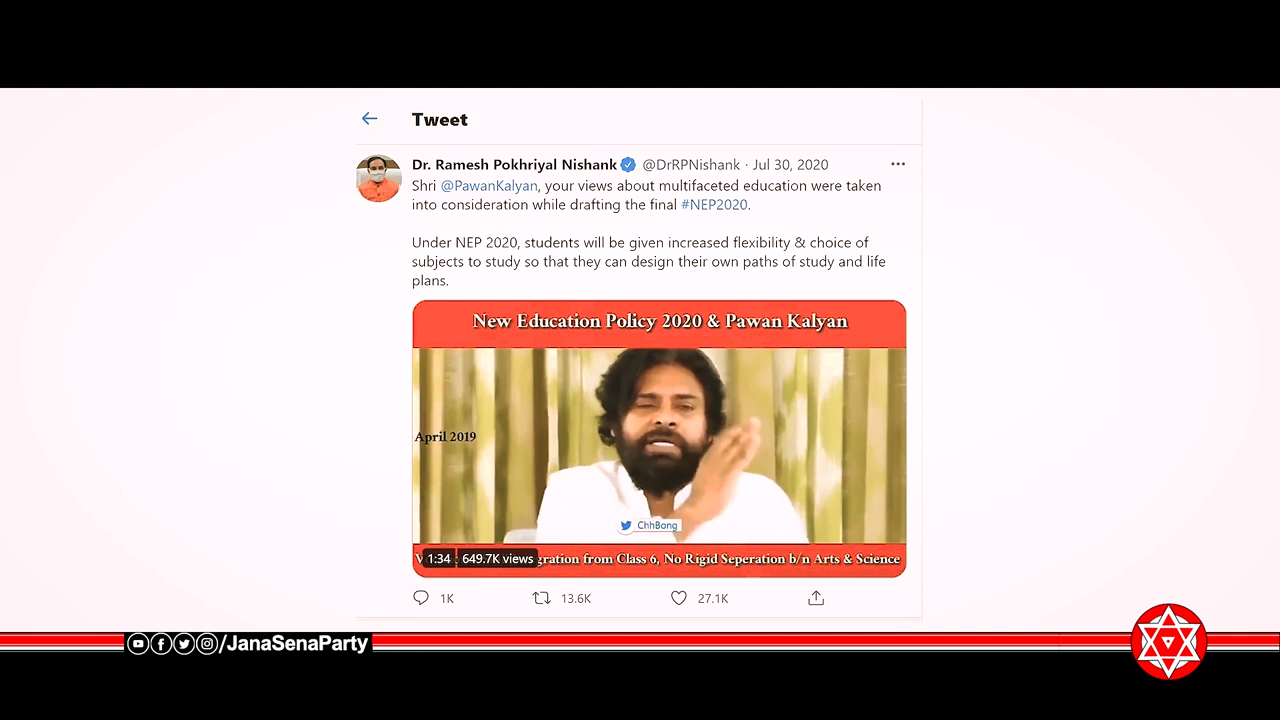 Tweet
Dr. Ramesh Pokhriyal Nishank @DrRPNishank · Jul 30, 2020
Shri @PawanKalyan, your views about multifaceted education were taken
into consideration while drafting the final #NEP2020.
Under NEP 2020, students will be given increased flexibility & choice of
subjects to study so that they can design their own paths of study and life
plans.
New Education Policy 2020 & Pawan Kalyan
April 2019
ChhBong
1:34 649.7K views
from Class 6, No Rigid Seperation b/n Arts & Science
1K 13.6K 27.1K
/JanaSenaParty